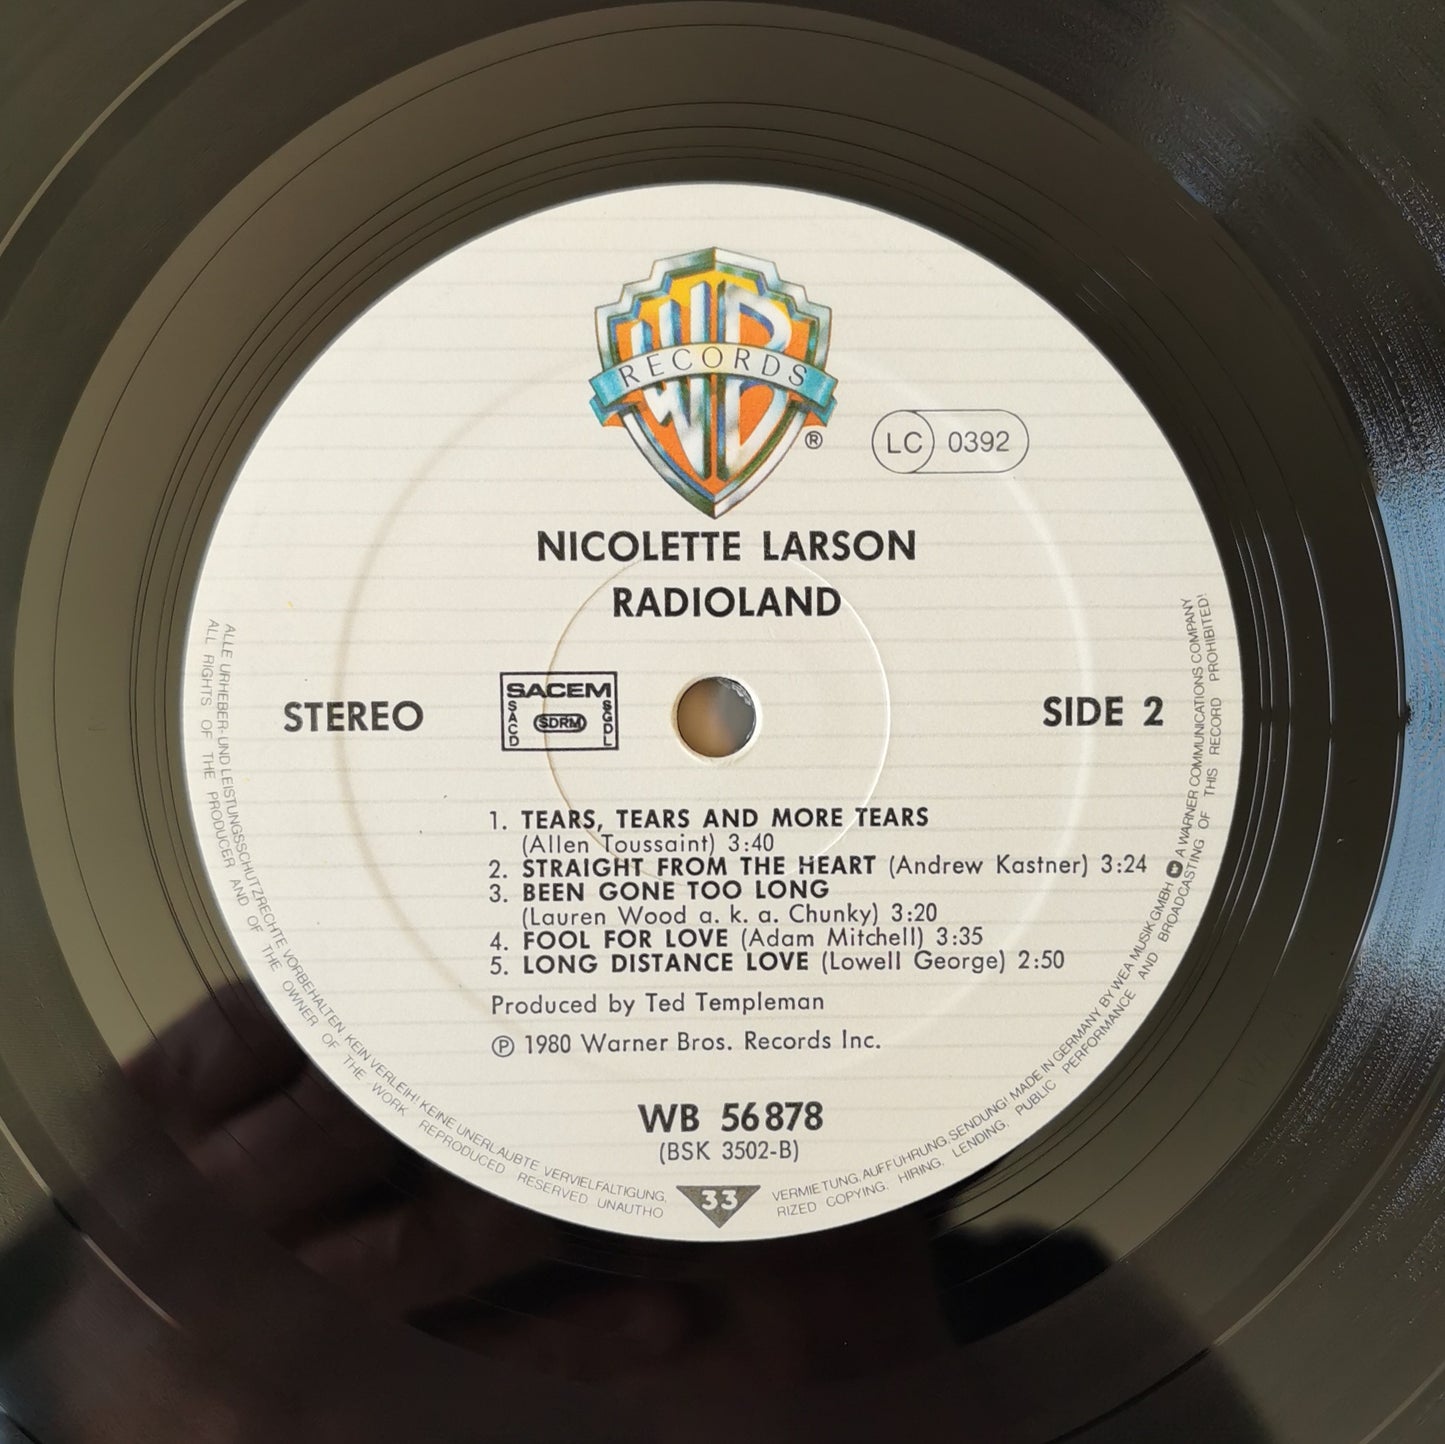 WB
RECORDS
®
LC 0392
NICOLETTE LARSON
RADIOLAND
STEREO
SACEM
SACD
SDRM
SGDL
SIDE 2
1. TEARS, TEARS AND MORE TEARS
(Allen Toussaint) 3:40
2. STRAIGHT FROM THE HEART (Andrew Kastner) 3:24
3. BEEN GONE TOO LONG
(Lauren Wood a. k. a. Chunky) 3:20
4. FOOL FOR LOVE (Adam Mitchell) 3:35
5. LONG DISTANCE LOVE (Lowell George) 2:50
Produced by Ted Templeman
℗ 1980 Warner Bros. Records Inc.
WB 56 878
(BSK 3502-B)
33
ALLE URHEBER- UND LEISTUNGSSCHUTZRECHTE VORBEHALTEN. KEIN VERLEIH! KEINE UNERLAUBTE VERVIELFÄLTIGUNG,
VERMIETUNG, AUFFÜHRUNG, SENDUNG! MADE IN GERMANY BY WEA MUSIK GMBH A WARNER COMMUNICATIONS COMPANY
ALL RIGHTS OF THE PRODUCER AND OF THE OWNER OF THE WORK REPRODUCED RESERVED UNAUTHO
RIZED COPYING, HIRING, LENDING, PUBLIC PERFORMANCE AND BROADCASTING OF THIS RECORD PROHIBITED!